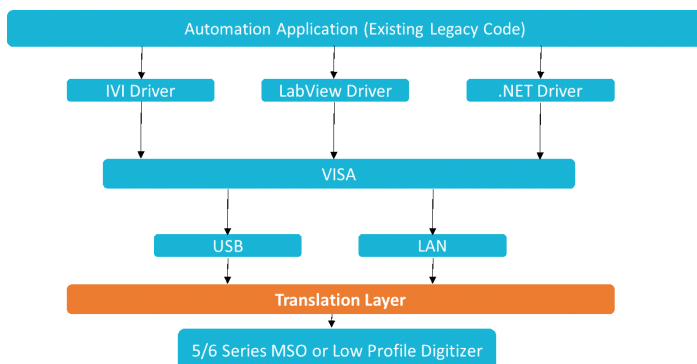 Automation Application (Existing Legacy Code)
IVI Driver
LabView Driver
.NET Driver
VISA
USB
LAN
Translation Layer
5/6 Series MSO or Low Profile Digitizer